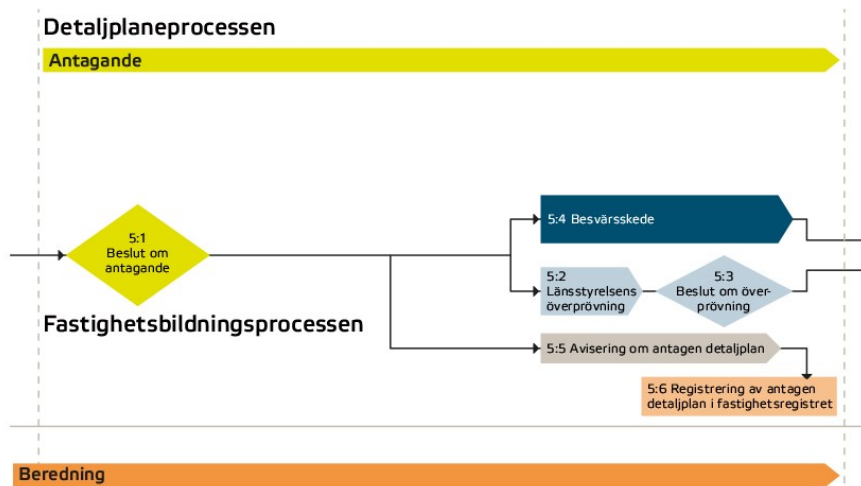 Detaljplaneprocessen
Antagande
5:1
Beslut om
antagande
5:4 Besvärsskede
5:2
Länsstyrelsens
överprövning
5:3
Beslut om över-
prövning
Fastighetsbildningsprocessen
5:5 Avisering om antagen detaljplan
5:6 Registrering av antagen
detaljplan i fastighetsregistret
Beredning